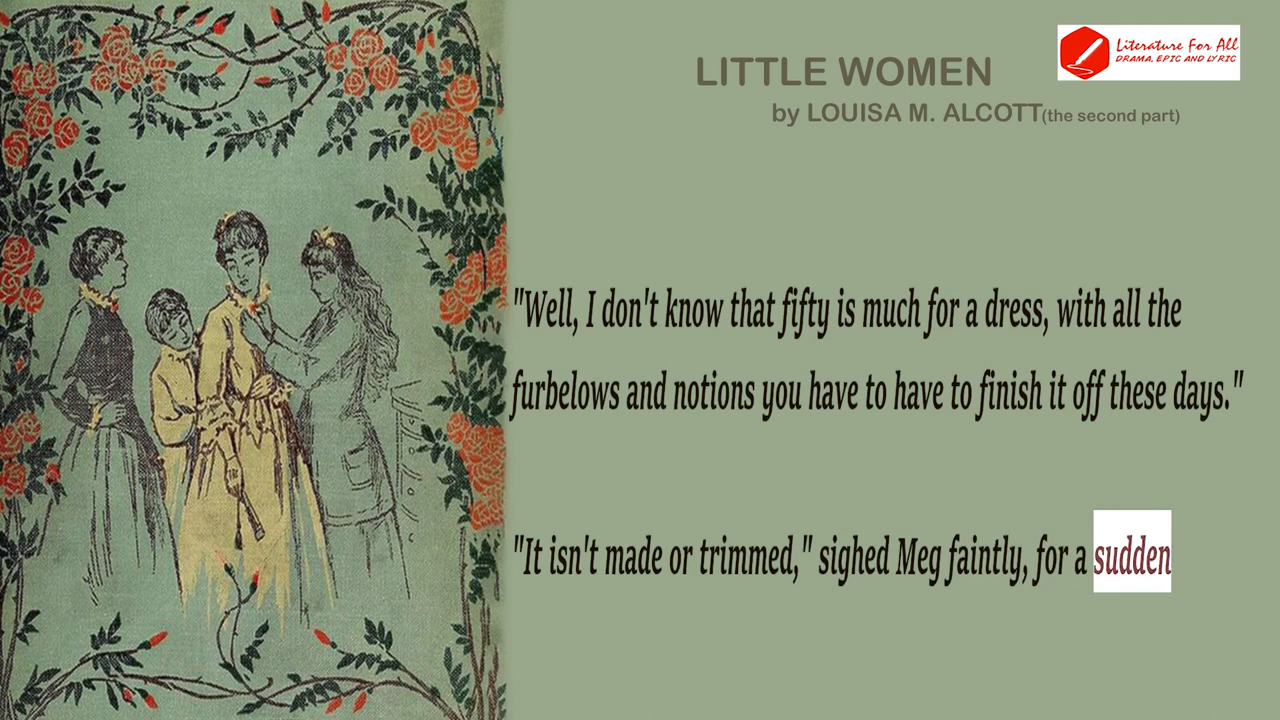 LITTLE WOMEN
Literature For All
DRAMA, EPIC AND LYRIC
by LOUISA M. ALCOTT(the second part)
"Well, I don't know that fifty is much for a dress, with all the
furbelows and notions you have to have to finish it off these days."
"It isn't made or trimmed," sighed Meg faintly, for a sudden